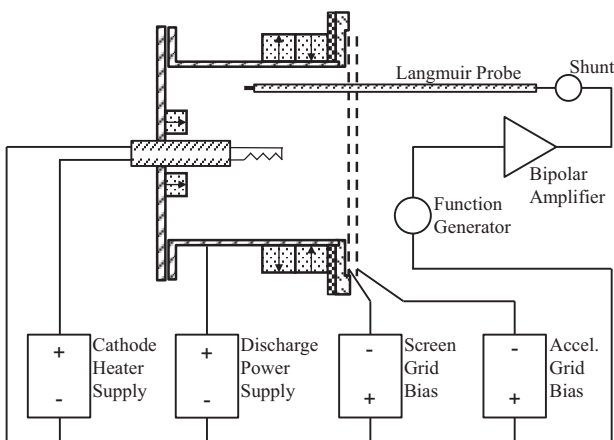 Langmuir Probe
Shunt
Bipolar
Amplifier
Function
Generator
+
-
Cathode
Heater
Supply
+
-
Discharge
Power
Supply
-
+
Screen
Grid
Bias
-
+
Accel.
Grid
Bias